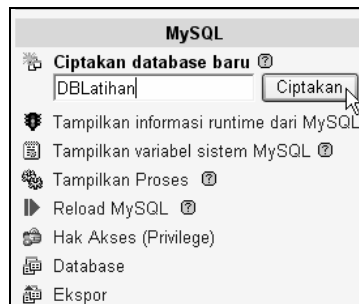 MySQL
Ciptakan database baru
DBLatihan
Ciptakan
Tampilkan informasi runtime dari MySQL
Tampilkan variabel sistem MySQL
Tampilkan Proses
Reload MySQL
Hak Akses (Privilege)
Database
Ekspor